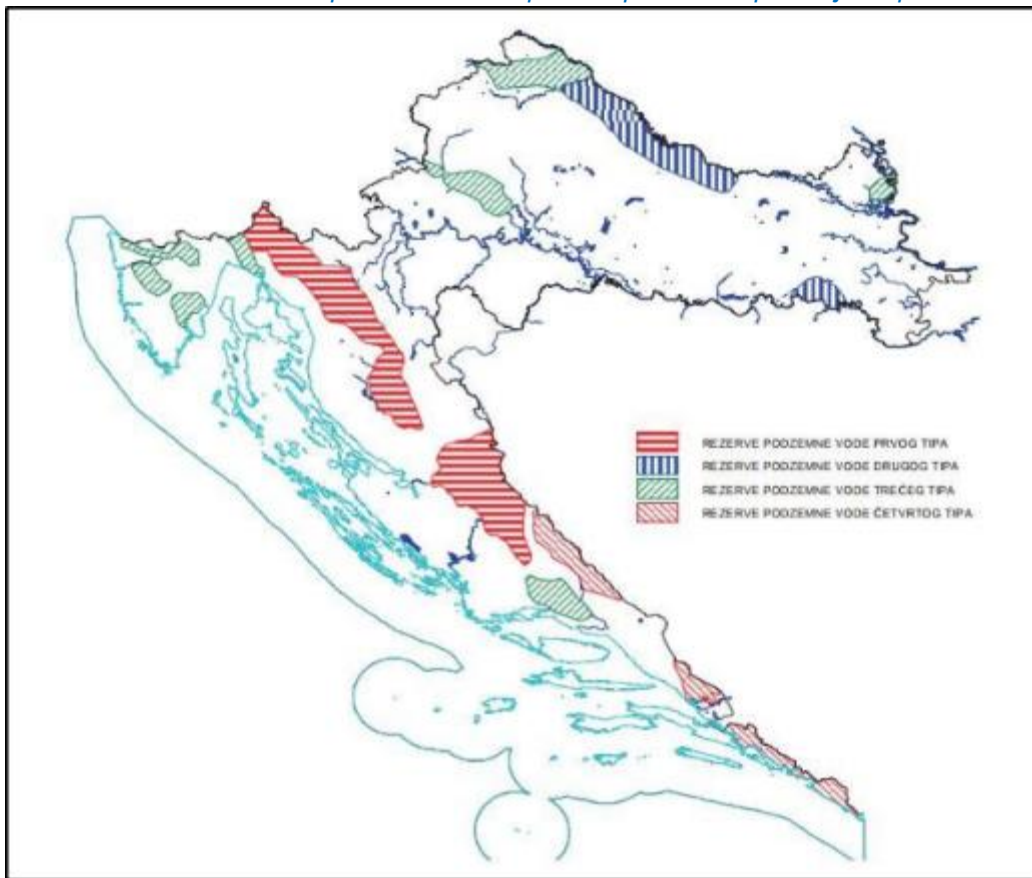 REZERVE PODZEMNE VODE PRVOG TIPA
REZERVE PODZEMNE VODE DRUGOG TIPA
REZERVE PODZEMNE VODE TREĆEG TIPA
REZERVE PODZEMNE VODE ČETVRTOG TIPA